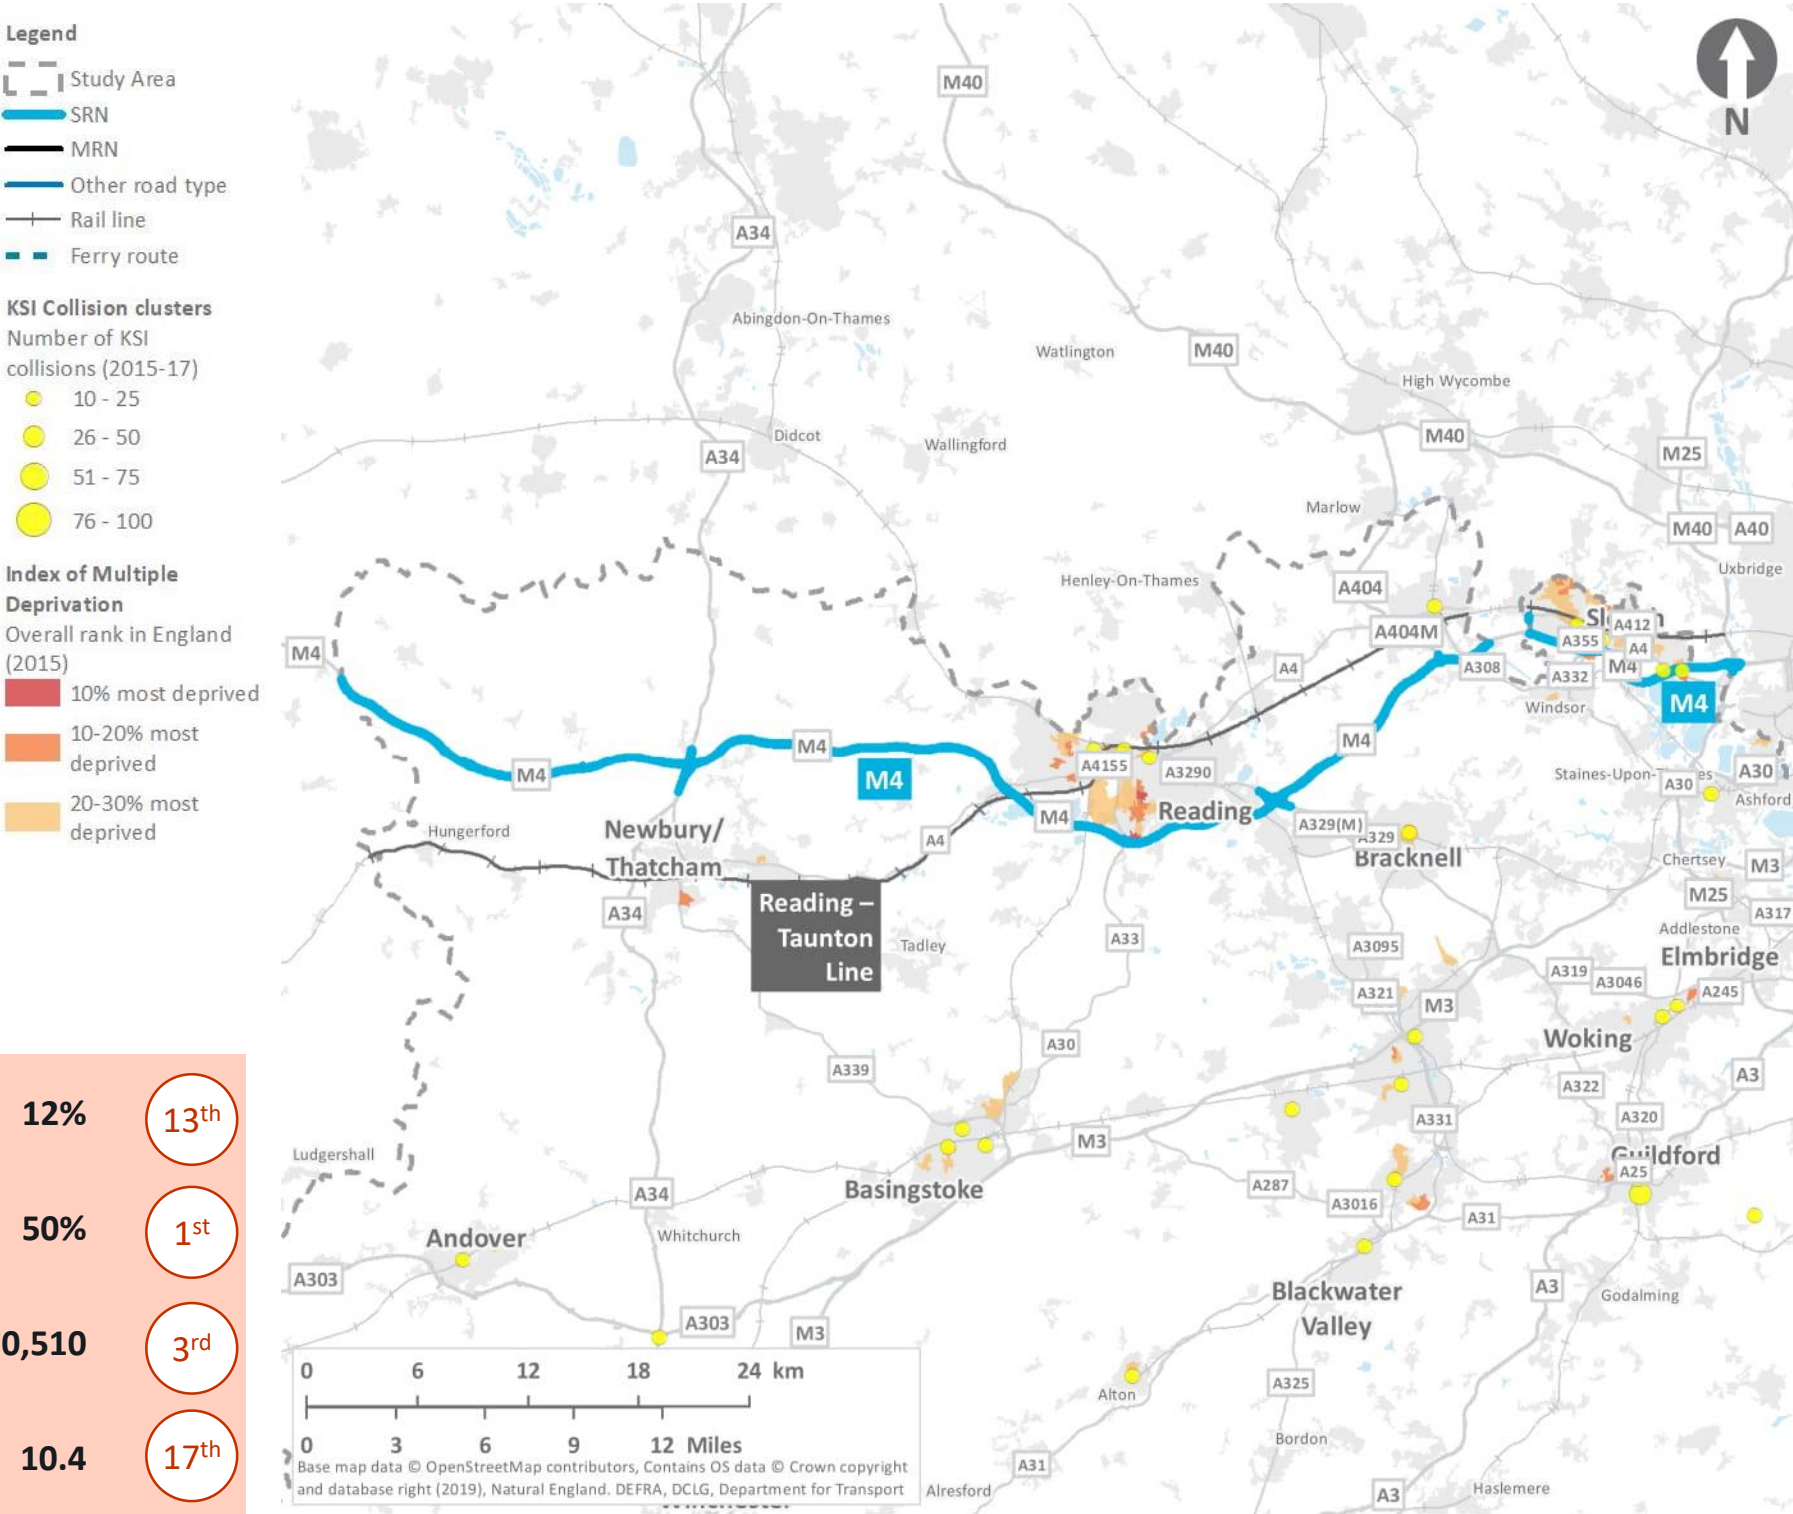 Legend
Study Area
SRN
MRN
Other road type
Rail line
Ferry route
KSI Collision clusters
Number of KSI
collisions (2015-17)
10 - 25
26 - 50
51 - 75
76 - 100
Index of Multiple
Deprivation
Overall rank in England
(2015)
10% most deprived
10-20% most
deprived
20-30% most
deprived
12% 13th
50% 1st
0,510 3rd
10.4 17th
N
M40
A34
Abingdon-On-Thames
Watlington
M40
High Wycombe
Didcot
Wallingford
M40
M25
A34
Marlow
M40
A40
Uxbridge
Henley-On-Thames
A404
A404M
A412
A355
A4
M4
A4
A308
A332
M4
M4
Windsor
M4
M4
M4
M4
A4155
A3290
Staines-Upon-
A30
A30
Ashford
Reading
M4
A329(M)
A329
Bracknell
Hungerford
Newbury/
Thatcham
A4
Chertsey
M3
M25
A317
Reading –
Taunton
Line
A34
Tadley
A33
A3095
Addlestone
Elmbridge
A319
A3046
A245
A321
M3
Woking
A30
A339
A322
A3
A331
A320
M3
Ludgershall
Guildford
A25
A34
Basingstoke
A287
A3016
A31
Andover
Whitchurch
A303
Blackwater
Valley
A3
Godalming
A303
M3
Alton
A325
Bordon
A31
Alresford
A3
Haslemere
0 6 12 18 24 km
0 3 6 9 12 Miles
Base map data © OpenStreetMap contributors, Contains OS data © Crown copyright
and database right (2019), Natural England. DEFRA, DCLG, Department for Transport